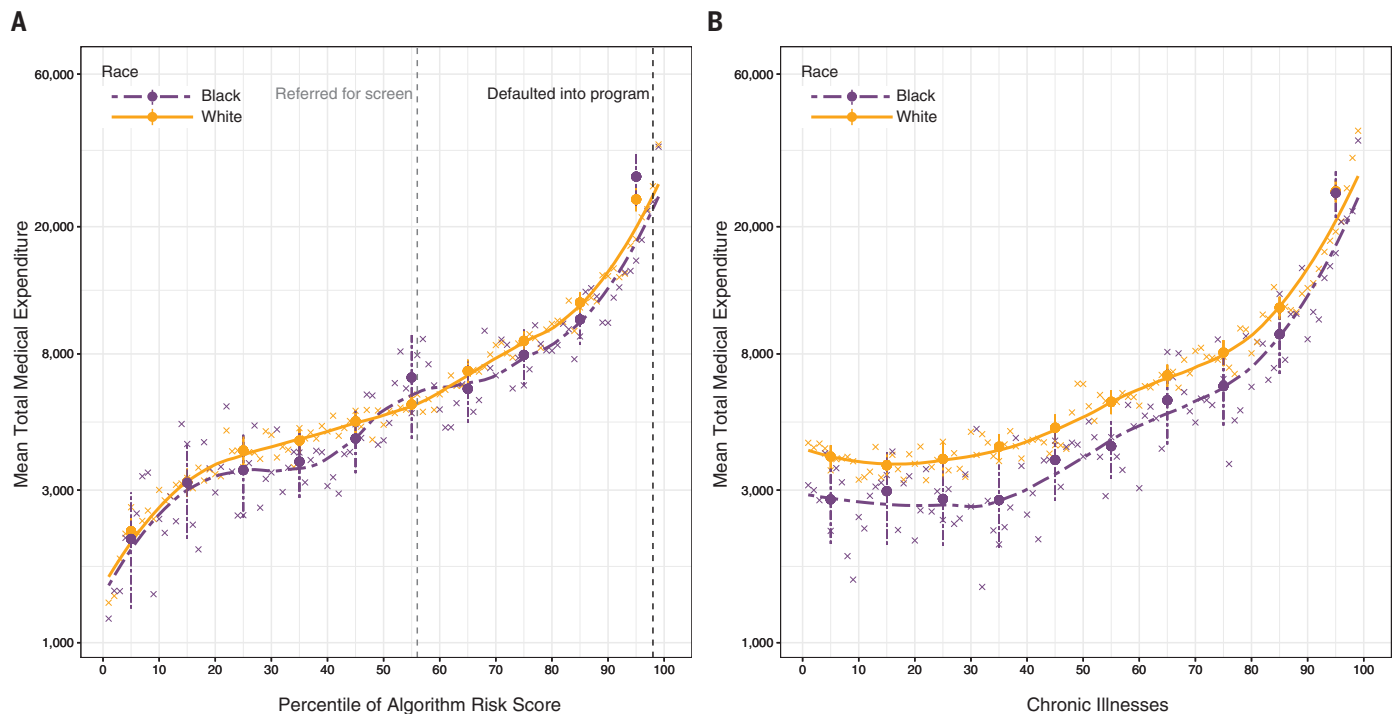 A
Race
Black
White
Referred for screen
Defaulted into program
Mean Total Medical Expenditure
60,000
20,000
8,000
3,000
1,000
0 10 20 30 40 50 60 70 80 90 100
Percentile of Algorithm Risk Score
B
Race
Black
White
Mean Total Medical Expenditure
60,000
20,000
8,000
3,000
1,000
0 10 20 30 40 50 60 70 80 90 100
Chronic Illnesses